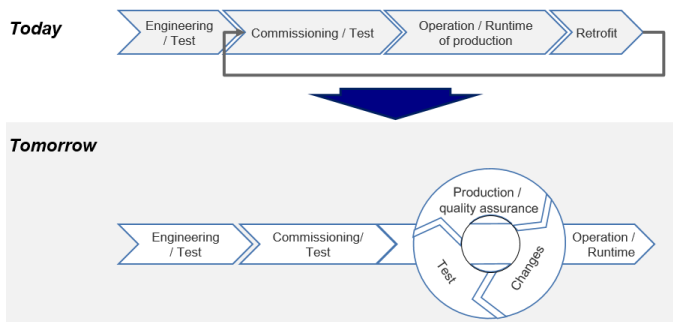 Today
Engineering
/ Test
Commissioning / Test
Operation / Runtime
of production
Retrofit
Tomorrow
Engineering
/ Test
Commissioning/
Test
Production /
quality assurance
Test
Changes
Operation /
Runtime